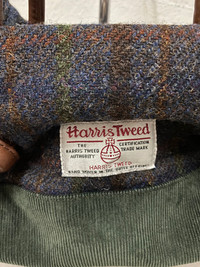 Harris Tweed
THE CERTIFICATION
HARRIS TWEED TRADE MARK
AUTHORITY
HARRIS TWEED
HAND WOVEN IN THE OUTER HEBRIDES